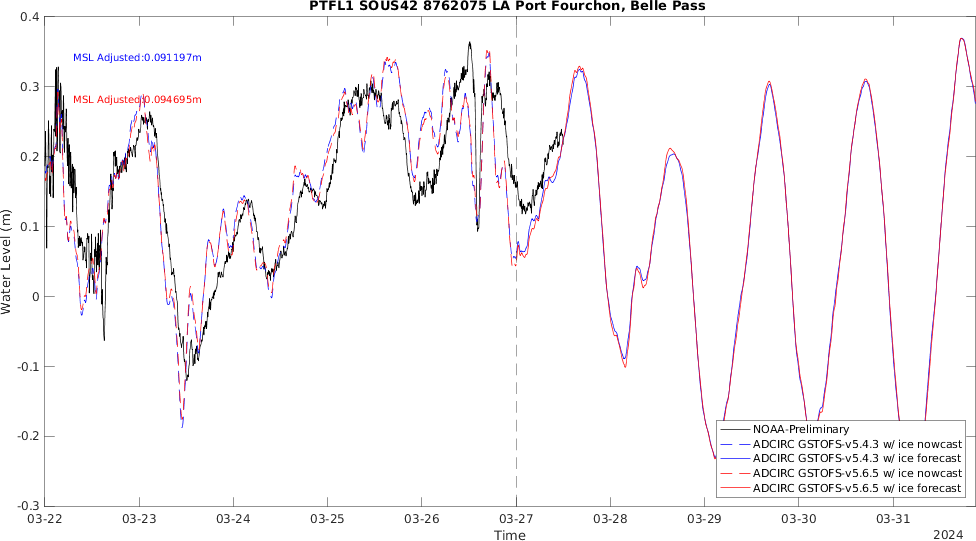 PTFL1 SOUS42 8762075 LA Port Fourchon, Belle Pass
0.4
0.3
0.2
0.1
0
-0.1
-0.2
-0.3
Water Level (m)
MSL Adjusted:0.091197m
MSL Adjusted:0.094695m
NOAA-Preliminary
ADCIRC GSTOFS-v5.4.3 w/ ice nowcast
ADCIRC GSTOFS-v5.4.3 w/ ice forecast
ADCIRC GSTOFS-v5.6.5 w/ ice nowcast
ADCIRC GSTOFS-v5.6.5 w/ ice forecast
03-22 03-23 03-24 03-25 03-26 03-27 03-28 03-29 03-30 03-31
Time
2024